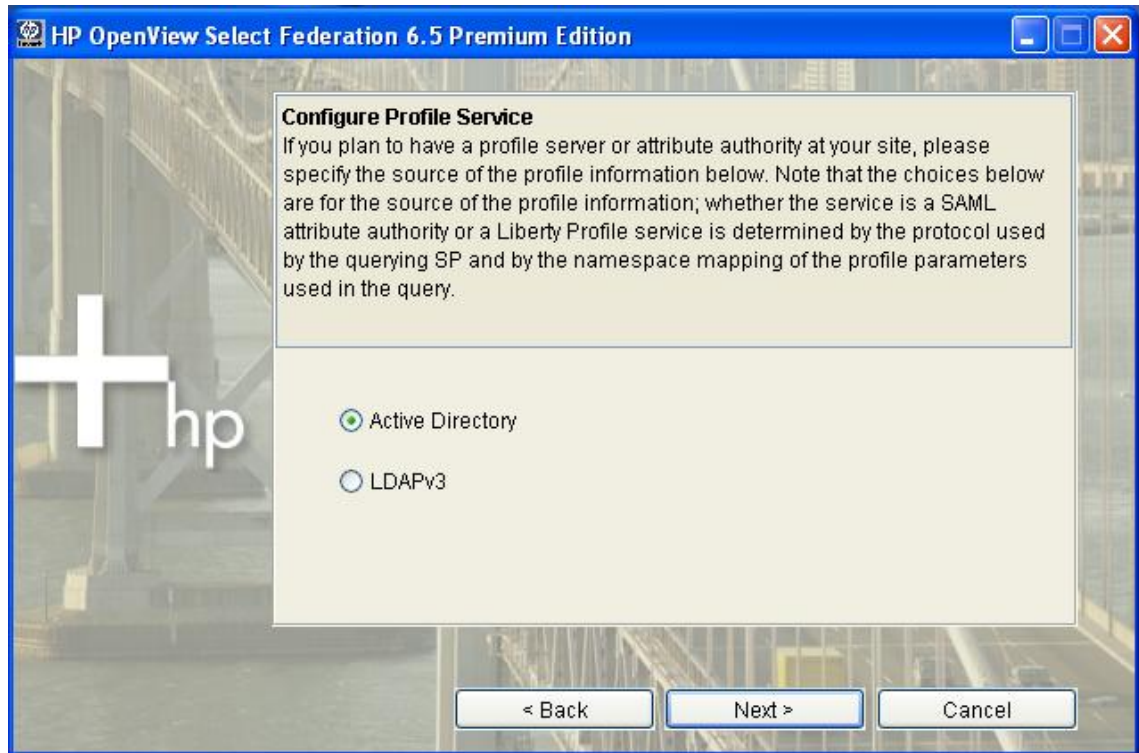 HP OpenView Select Federation 6.5 Premium Edition
Configure Profile Service
If you plan to have a profile server or attribute authority at your site, please
specify the source of the profile information below. Note that the choices below
are for the source of the profile information; whether the service is a SAML
attribute authority or a Liberty Profile service is determined by the protocol used
by the querying SP and by the namespace mapping of the profile parameters
used in the query.
hp
Active Directory
LDAPv3
< Back
Next >
Cancel